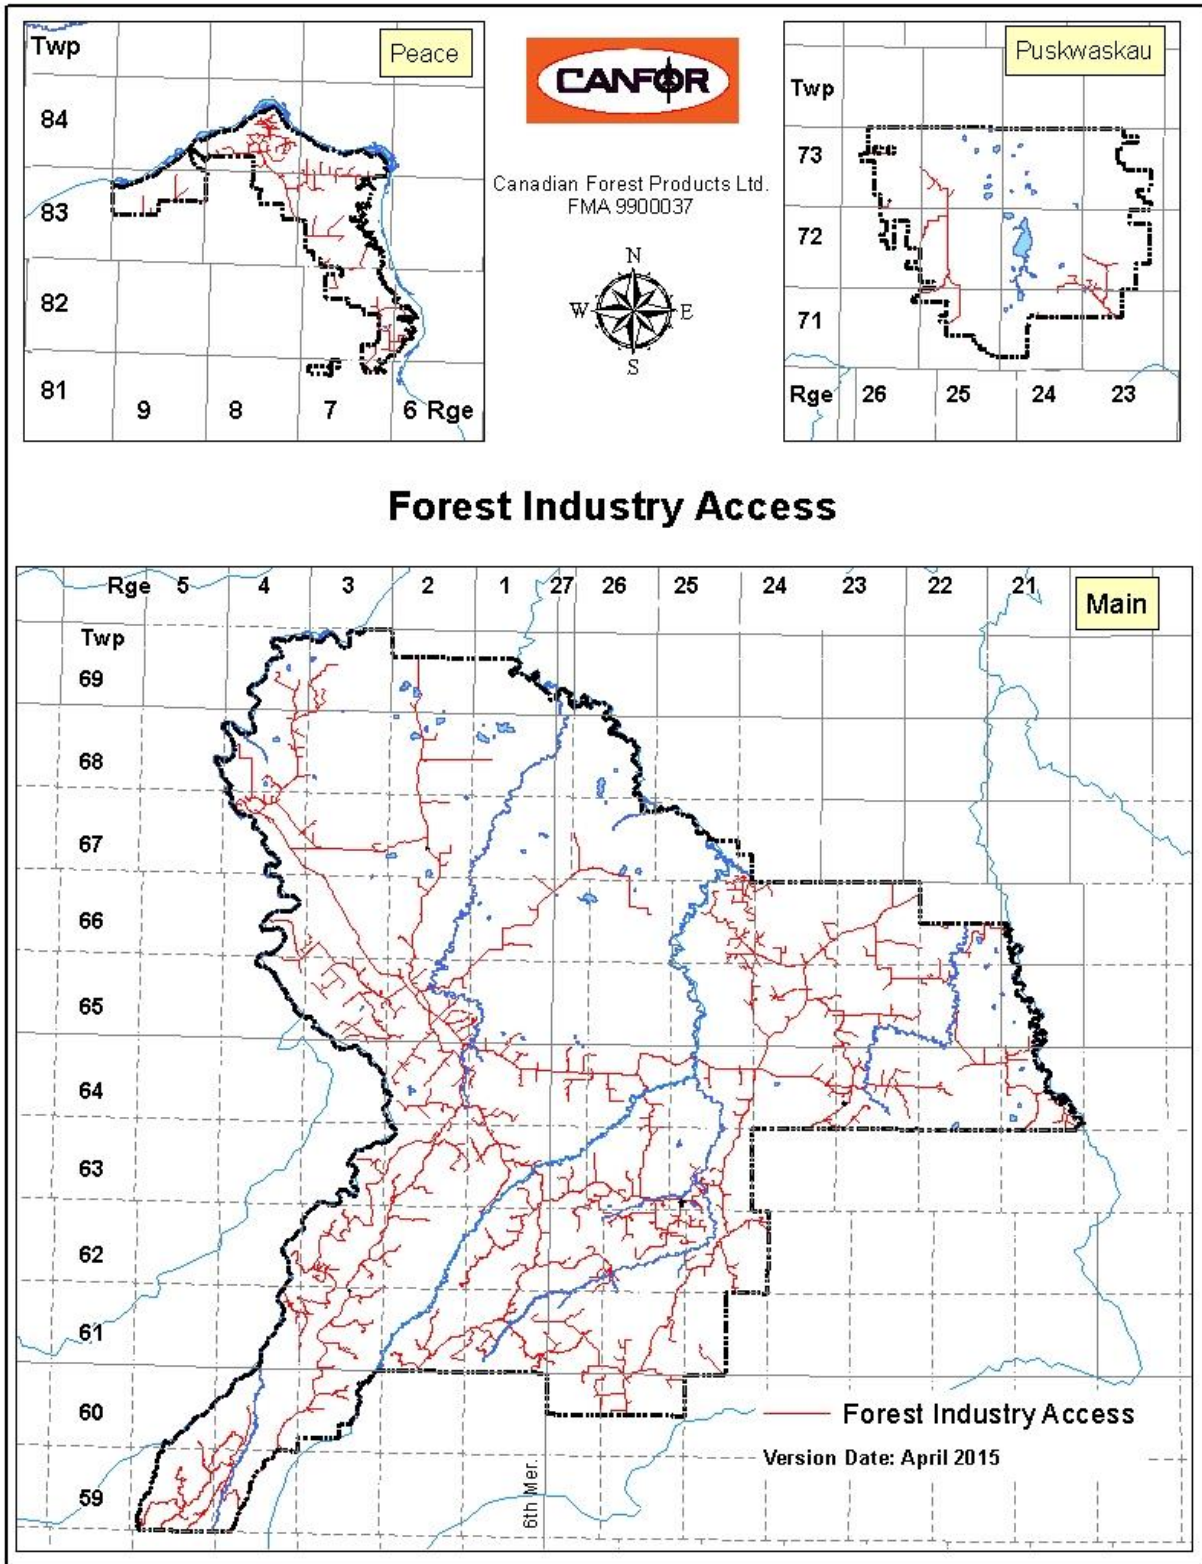 Twp
Peace
84
83
82
81
9 8 7 6 Rge
CANFOR
Canadian Forest Products Ltd.
FMA 9900037
N
W E
S
Puskwaskau
Twp
73
72
71
Rge 26 25 24 23
Forest Industry Access
Rge 5 4 3 2 1 27 26 25 24 23 22 21
Main
Twp
69
68
67
66
65
64
63
62
61
60
59
6th Mer.
Forest Industry Access
Version Date: April 2015